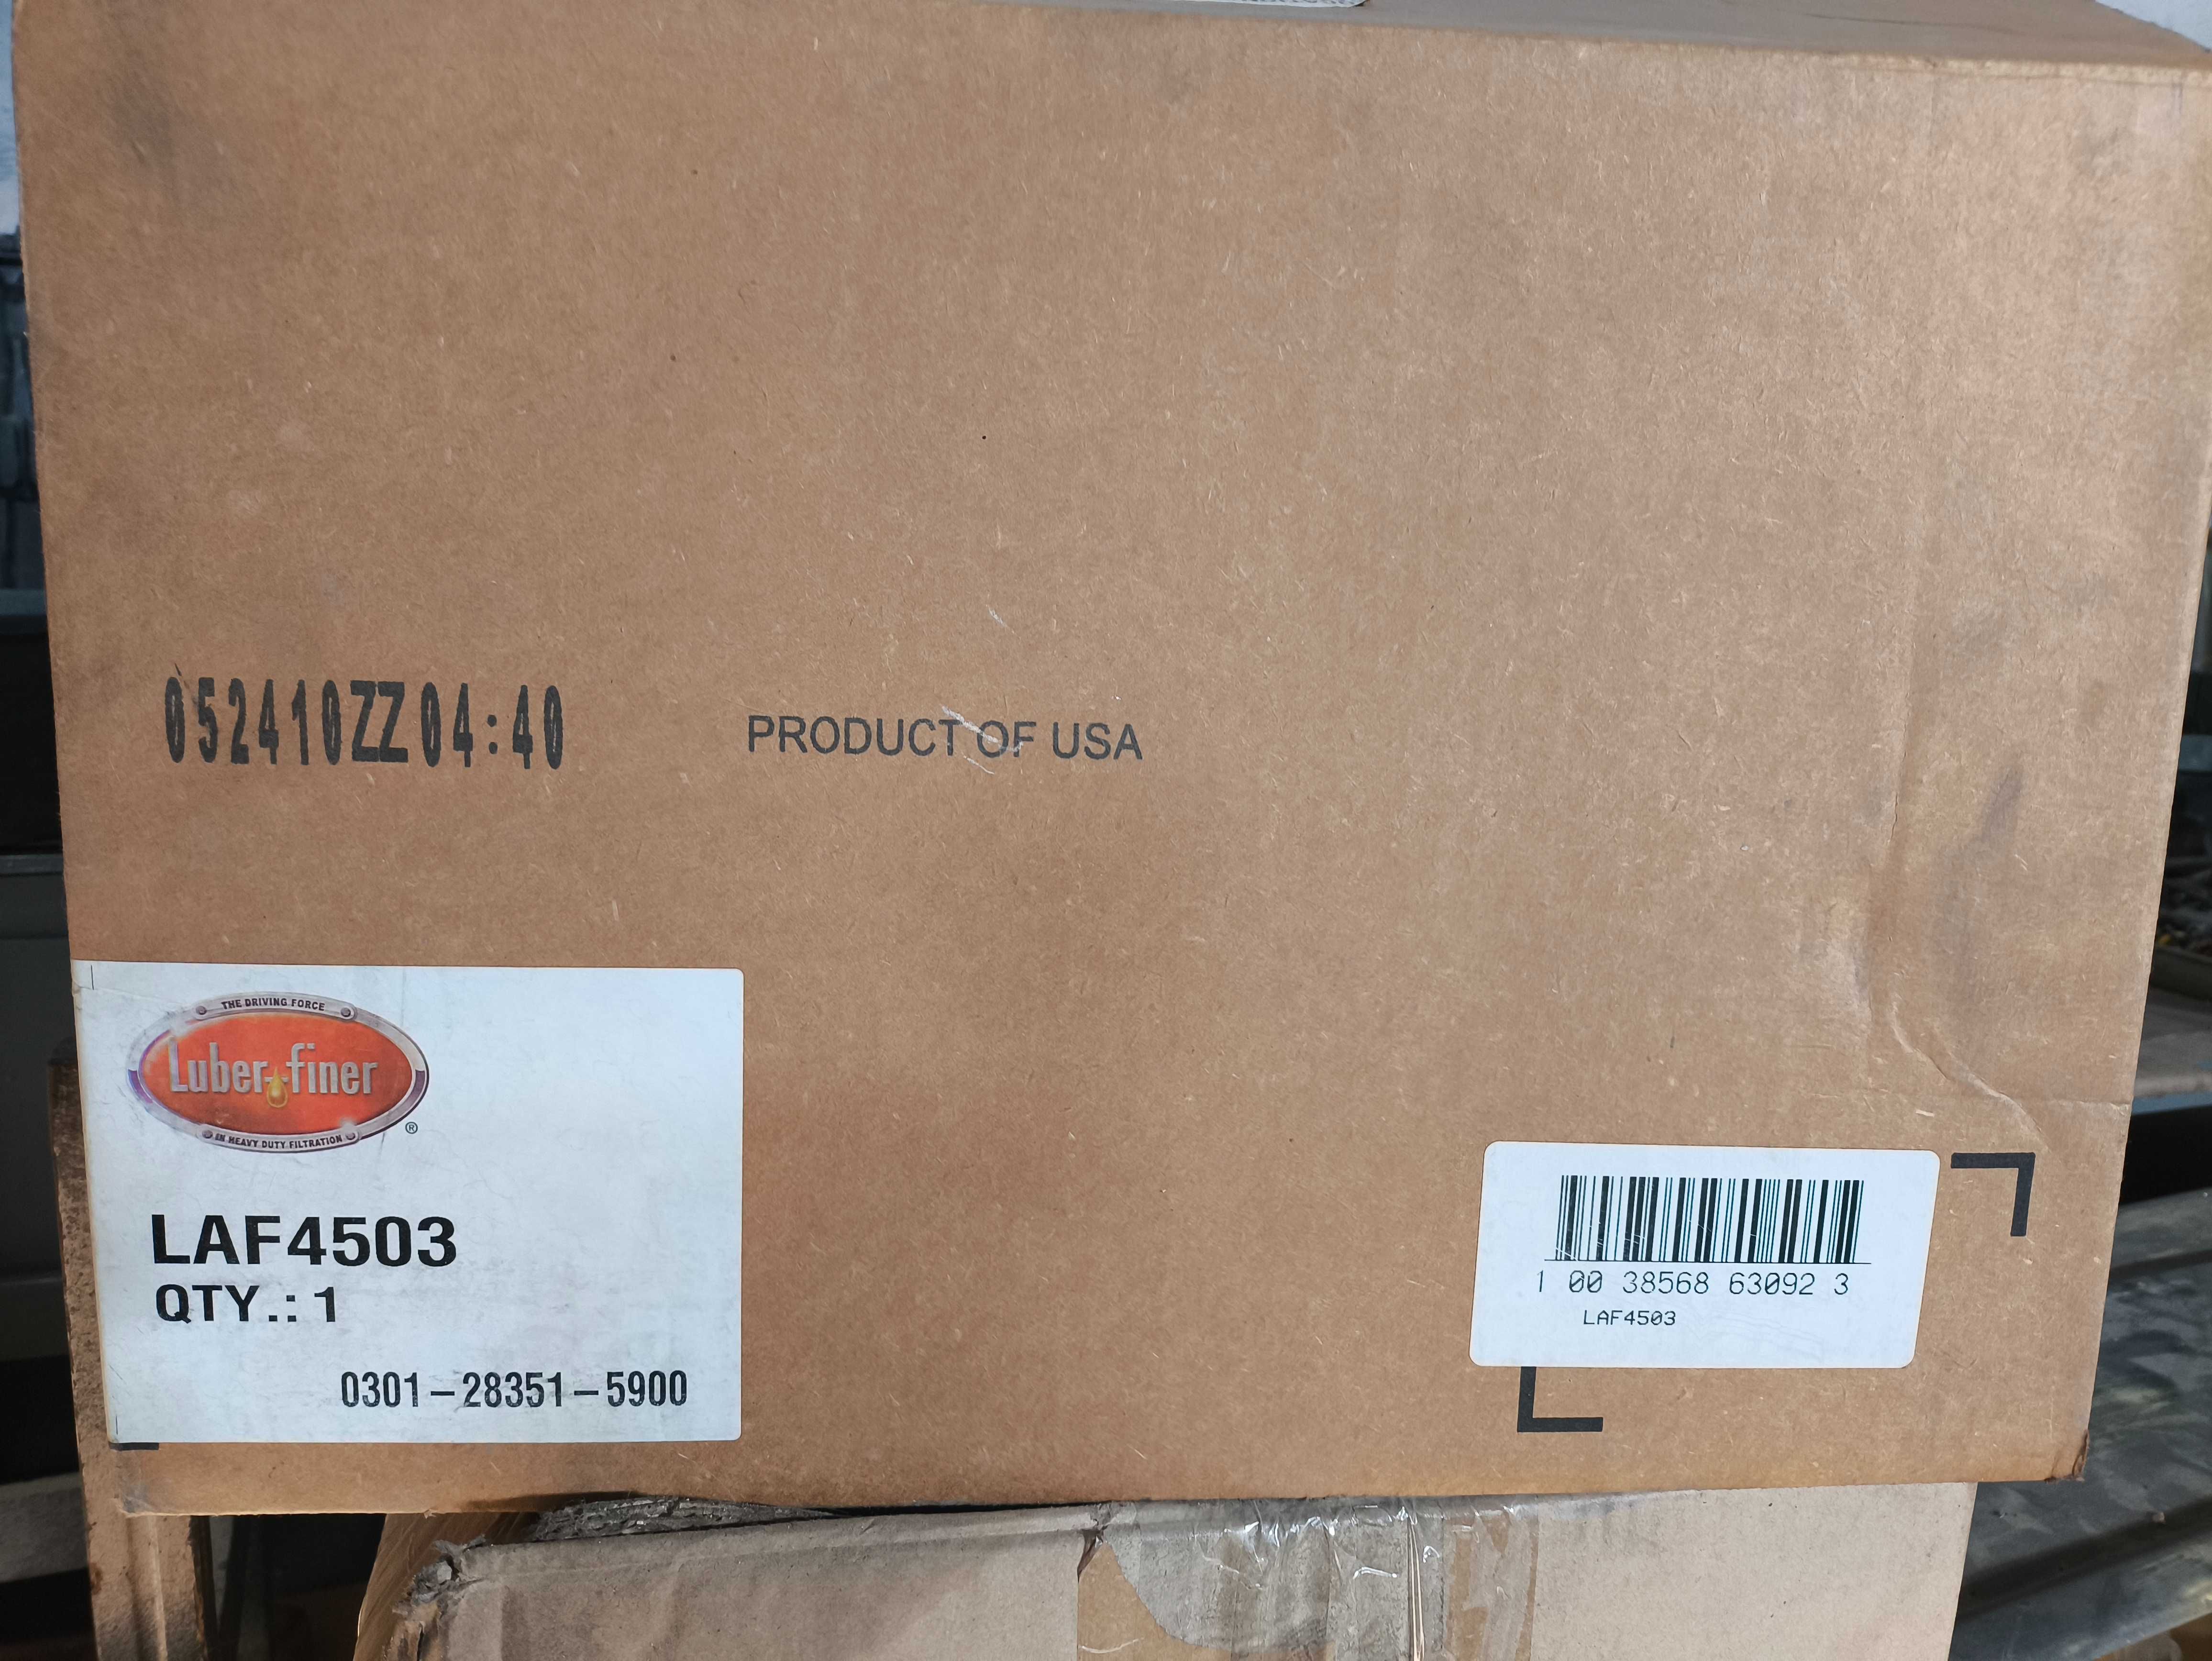 052410ZZ04:40
PRODUCT OF USA
THE DRIVING FORCE
Luber-finer
®
IN HEAVY DUTY FILTRATION
LAF4503
QTY.: 1
0301-28351-5900
1 00 38568 63092 3
LAF4503